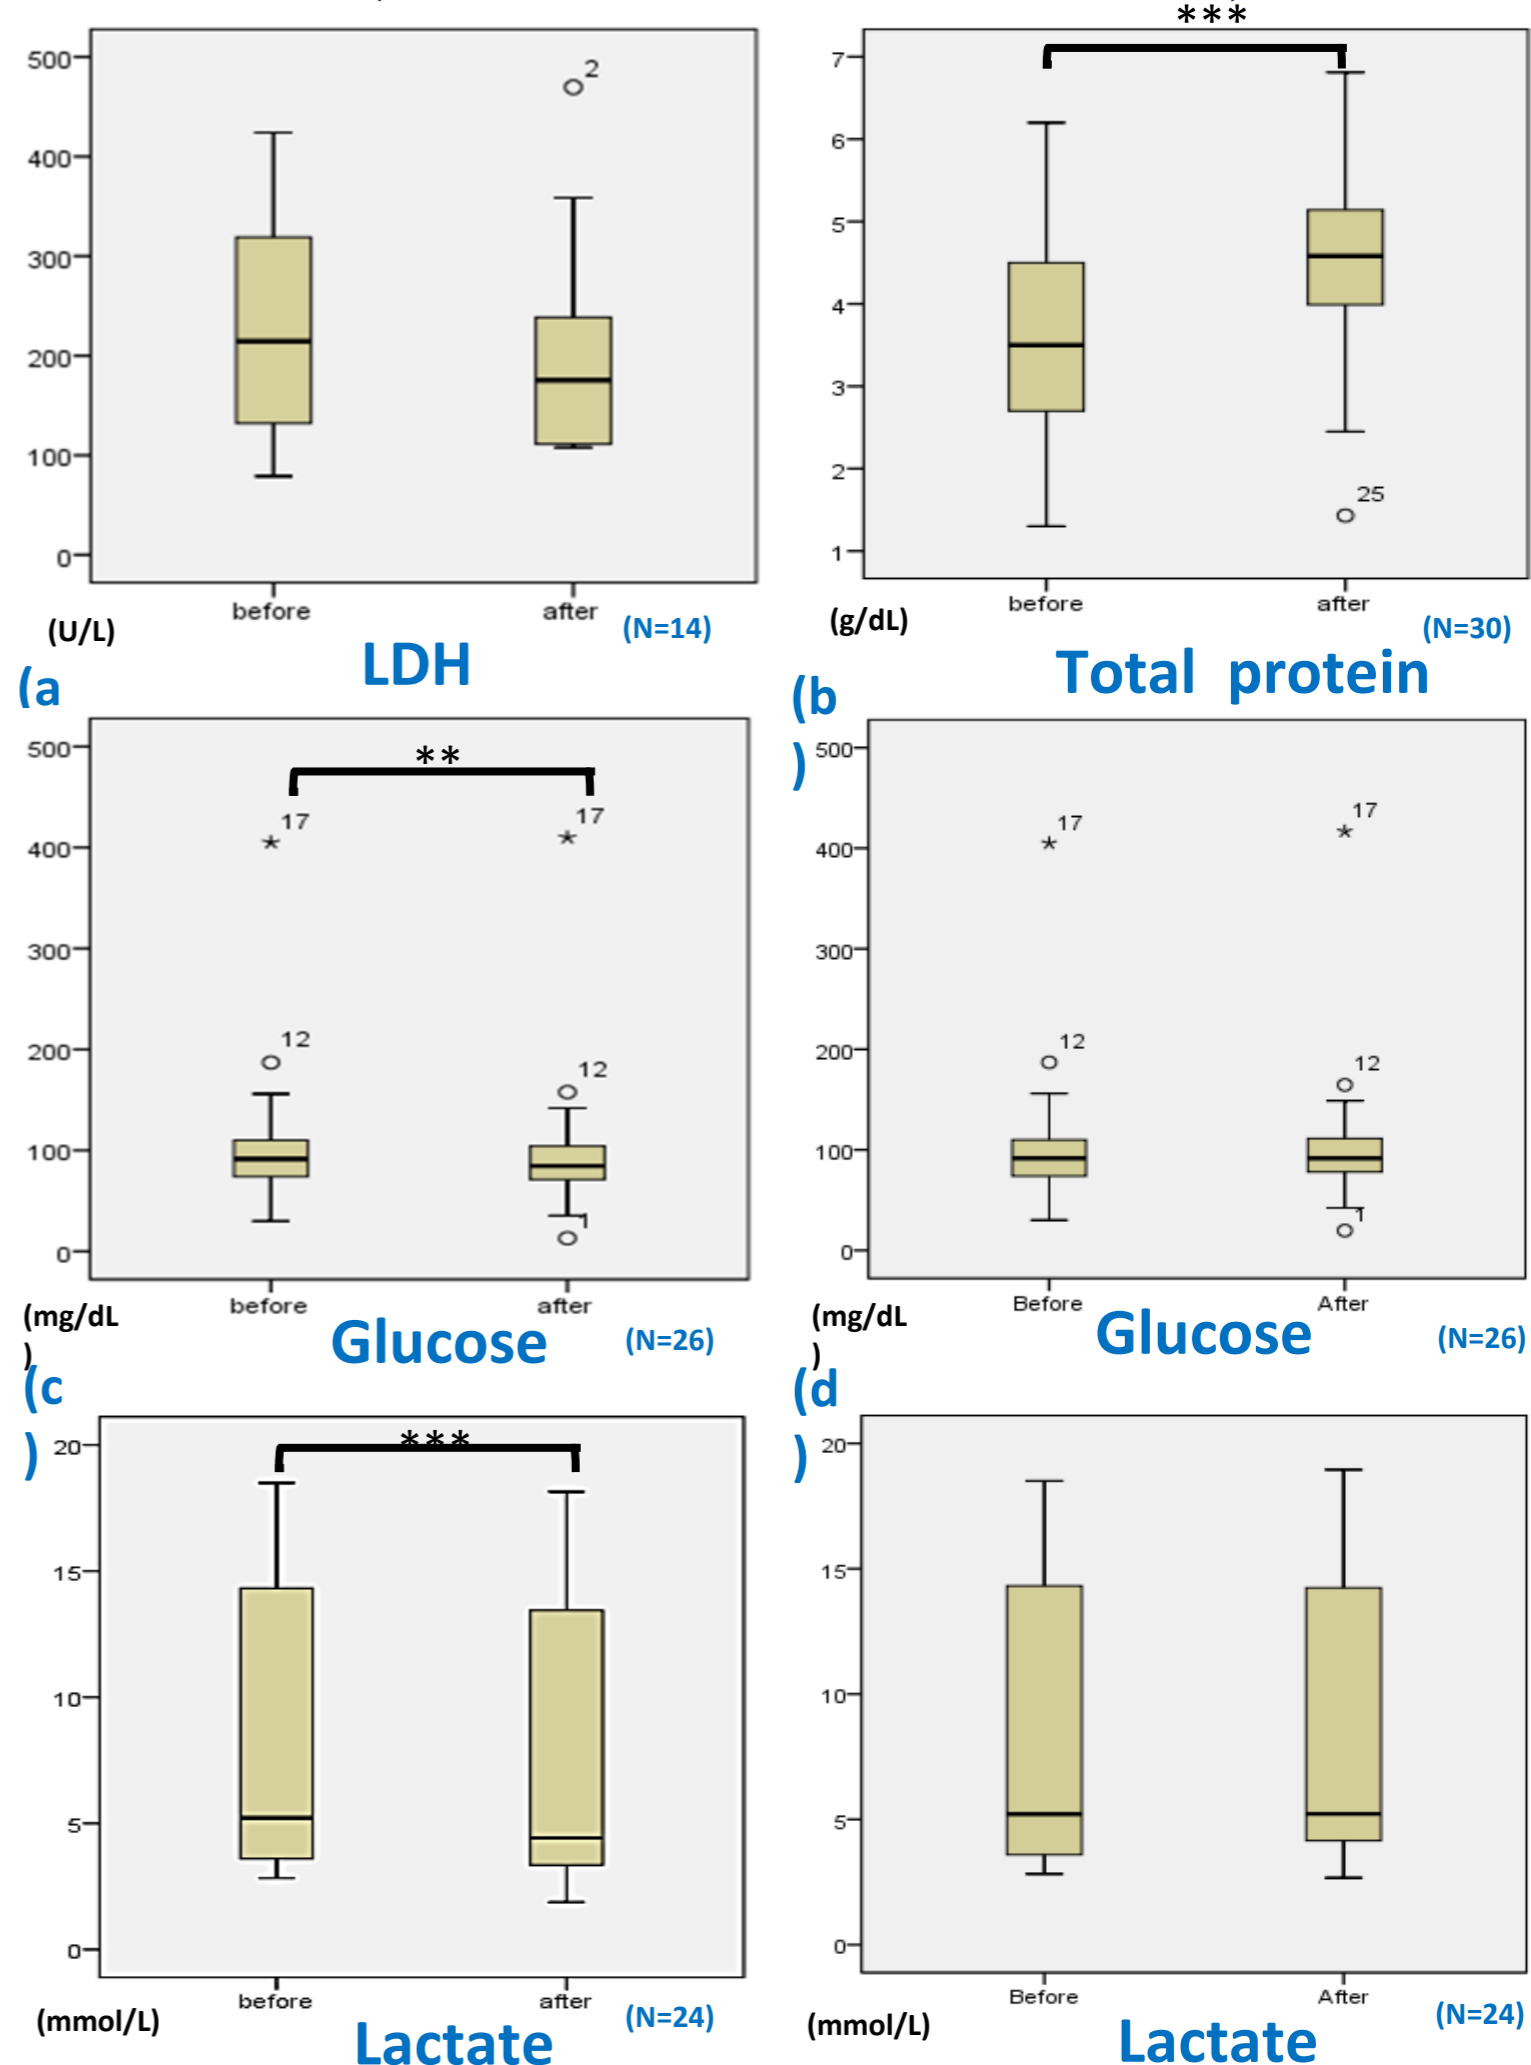 ***
500
400
300
200
100
0
2
before
after
(U/L)
(N=14)
LDH
(a
7
6
5
4
3
2
1
25
before
after
(g/dL)
(N=30)
Total protein
(b
)
500
400
300
200
100
0
**
17
17
12
12
1
before
after
(mg/dL
)
Glucose
(N=26)
(c
)
500
400
300
200
100
0
17
17
12
12
1
Before
After
(mg/dL
)
Glucose
(N=26)
(d
)
20
15
10
5
0
***
before
after
(mmol/L)
(N=24)
Lactate
20
15
10
5
0
Before
After
(mmol/L)
(N=24)
Lactate